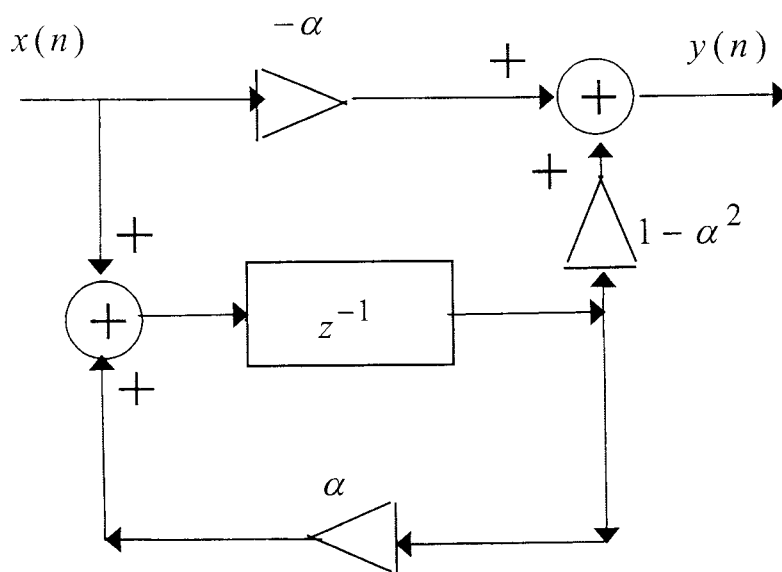 −α
x(n)
y(n)
+
+
+
1 − α²
+
+
z⁻¹
+
α